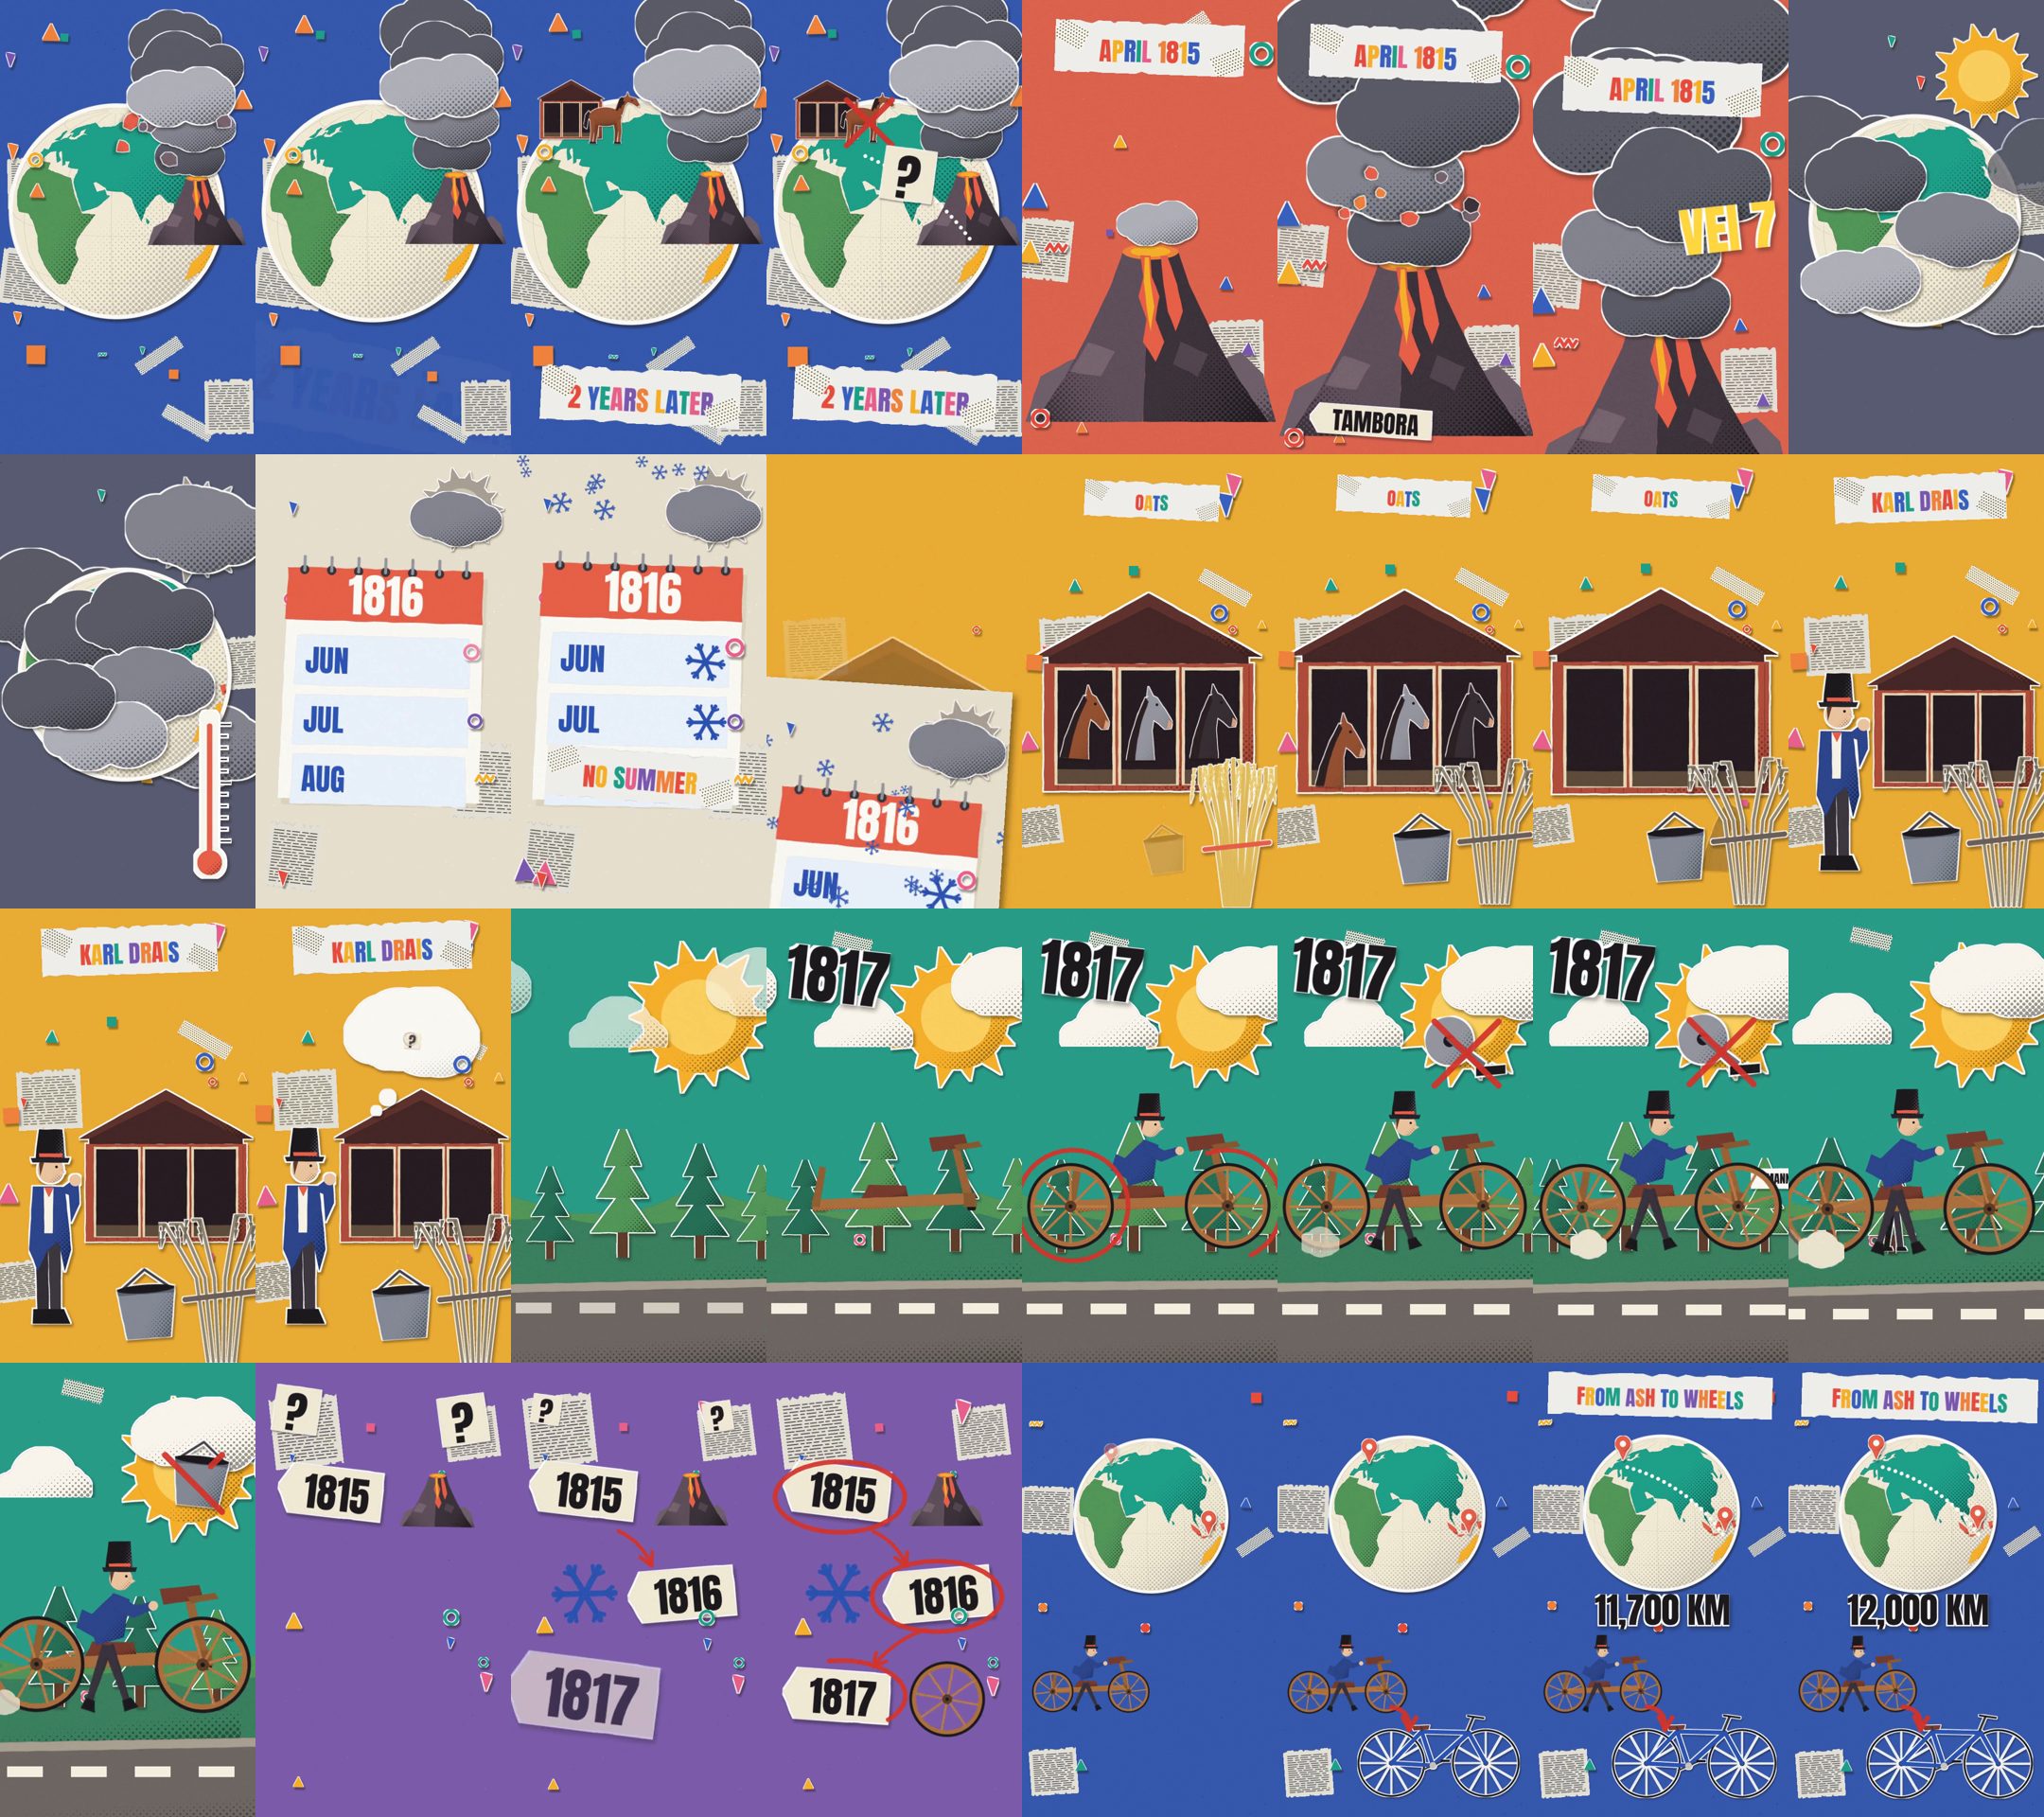 2 YEARS LATER
?
2 YEARS LATER
APRIL 1815
APRIL 1815
TAMBORA
APRIL 1815
VEI 7
1816
JUN
JUL
AUG
1816
JUN
JUL
NO SUMMER
1816
JUN
OATS
OATS
OATS
KARL DRAIS
KARL DRAIS
KARL DRAIS
?
1817
1817
1817
1817
? ?
1815
? ?
1815
1816
1817
1815
1816
1817
FROM ASH TO WHEELS
11,700 KM
FROM ASH TO WHEELS
12,000 KM